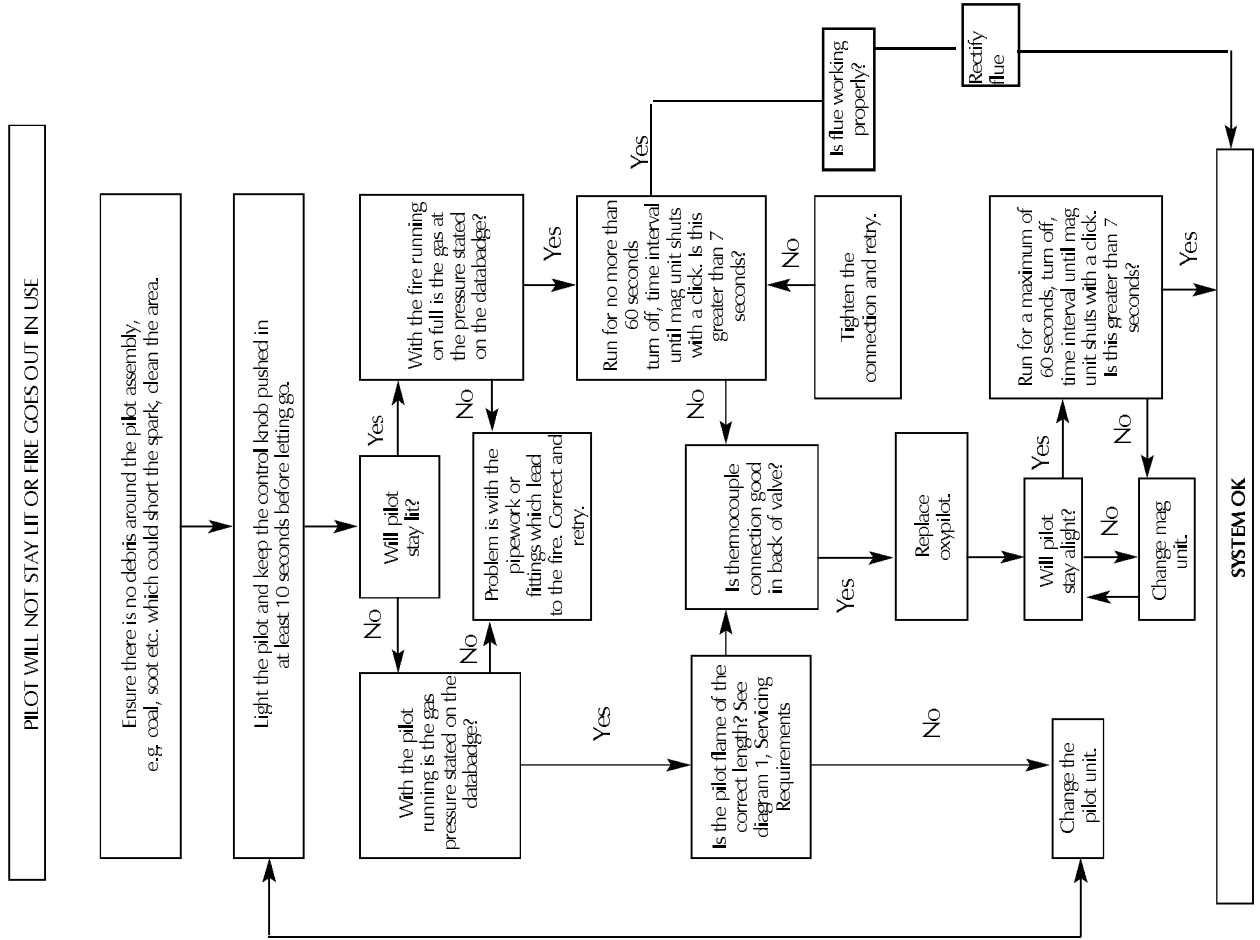 PILOT WILL NOT STAY LIT OR FIRE GOES OUT IN USE
Ensure there is no debris around the pilot assembly,
e.g. coal, soot etc. which could short the spark, clean the area.
Light the pilot and keep the control knob pushed in
at least 10 seconds before letting go.
Will pilot
stay lit?
No
Yes
With the pilot
running is the gas
pressure stated on the
databadge?
With the fire running
on full is the gas at
the pressure stated
on the databadge?
No
No
Problem is with the
pipework or
fittings which lead
to the fire. Correct and
retry.
Yes
Yes
Is the pilot flame of the
correct length? See
diagram 1, Servicing
Requirements
Is thermocouple
connection good
in back of valve?
No
Run for no more than
60 seconds
turn off, time interval
until mag unit shuts
with a click. Is this
greater than 7
seconds?
Yes
Is flue working
properly?
Rectify
flue
No
Yes
No
Tighten the
connection and retry.
Replace
oxypilot.
Change the
pilot unit.
Will pilot
stay alight?
Yes
No
Change mag
unit.
No
Run for a maximum of
60 seconds, turn off,
time interval until mag
unit shuts with a click.
Is this greater than 7
seconds?
Yes
SYSTEM OK